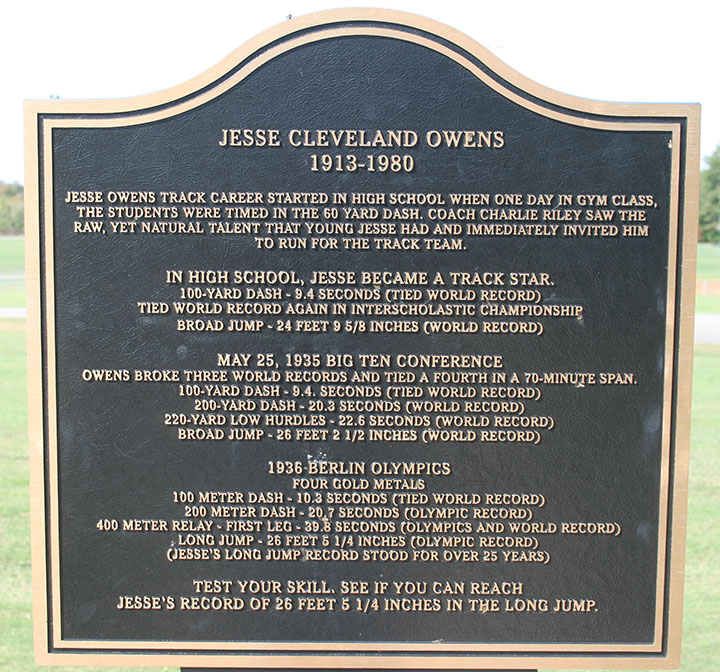 JESSE CLEVELAND OWENS
1913-1980
JESSE OWENS TRACK CAREER STARTED IN HIGH SCHOOL WHEN ONE DAY IN GYM CLASS,
THE STUDENTS WERE TIMED IN THE 60 YARD DASH. COACH CHARLIE RILEY SAW THE
RAW, YET NATURAL TALENT THAT YOUNG JESSE HAD AND IMMEDIATELY INVITED HIM
TO RUN FOR THE TRACK TEAM.
IN HIGH SCHOOL, JESSE BECAME A TRACK STAR.
100-YARD DASH - 9.4 SECONDS (TIED WORLD RECORD)
TIED WORLD RECORD AGAIN IN INTERSCHOLASTIC CHAMPIONSHIP
BROAD JUMP - 24 FEET 9 5/8 INCHES (WORLD RECORD)
MAY 25, 1935 BIG TEN CONFERENCE
OWENS BROKE THREE WORLD RECORDS AND TIED A FOURTH IN A 70-MINUTE SPAN.
100-YARD DASH - 9.4. SECONDS (TIED WORLD RECORD)
200-YARD DASH - 20.3 SECONDS (WORLD RECORD)
220-YARD LOW HURDLES - 22.6 SECONDS (WORLD RECORD)
BROAD JUMP - 26 FEET 2 1/2 INCHES (WORLD RECORD)
1936 BERLIN OLYMPICS
FOUR GOLD METALS
100 METER DASH - 10.3 SECONDS (TIED WORLD RECORD)
200 METER DASH - 20.7 SECONDS (OLYMPIC RECORD)
400 METER RELAY - FIRST LEG - 39.8 SECONDS (OLYMPICS AND WORLD RECORD)
LONG JUMP - 26 FEET 5 1/4 INCHES (OLYMPIC RECORD)
(JESSE'S LONG JUMP RECORD STOOD FOR OVER 25 YEARS)
TEST YOUR SKILL. SEE IF YOU CAN REACH
JESSE'S RECORD OF 26 FEET 5 1/4 INCHES IN THE LONG JUMP.